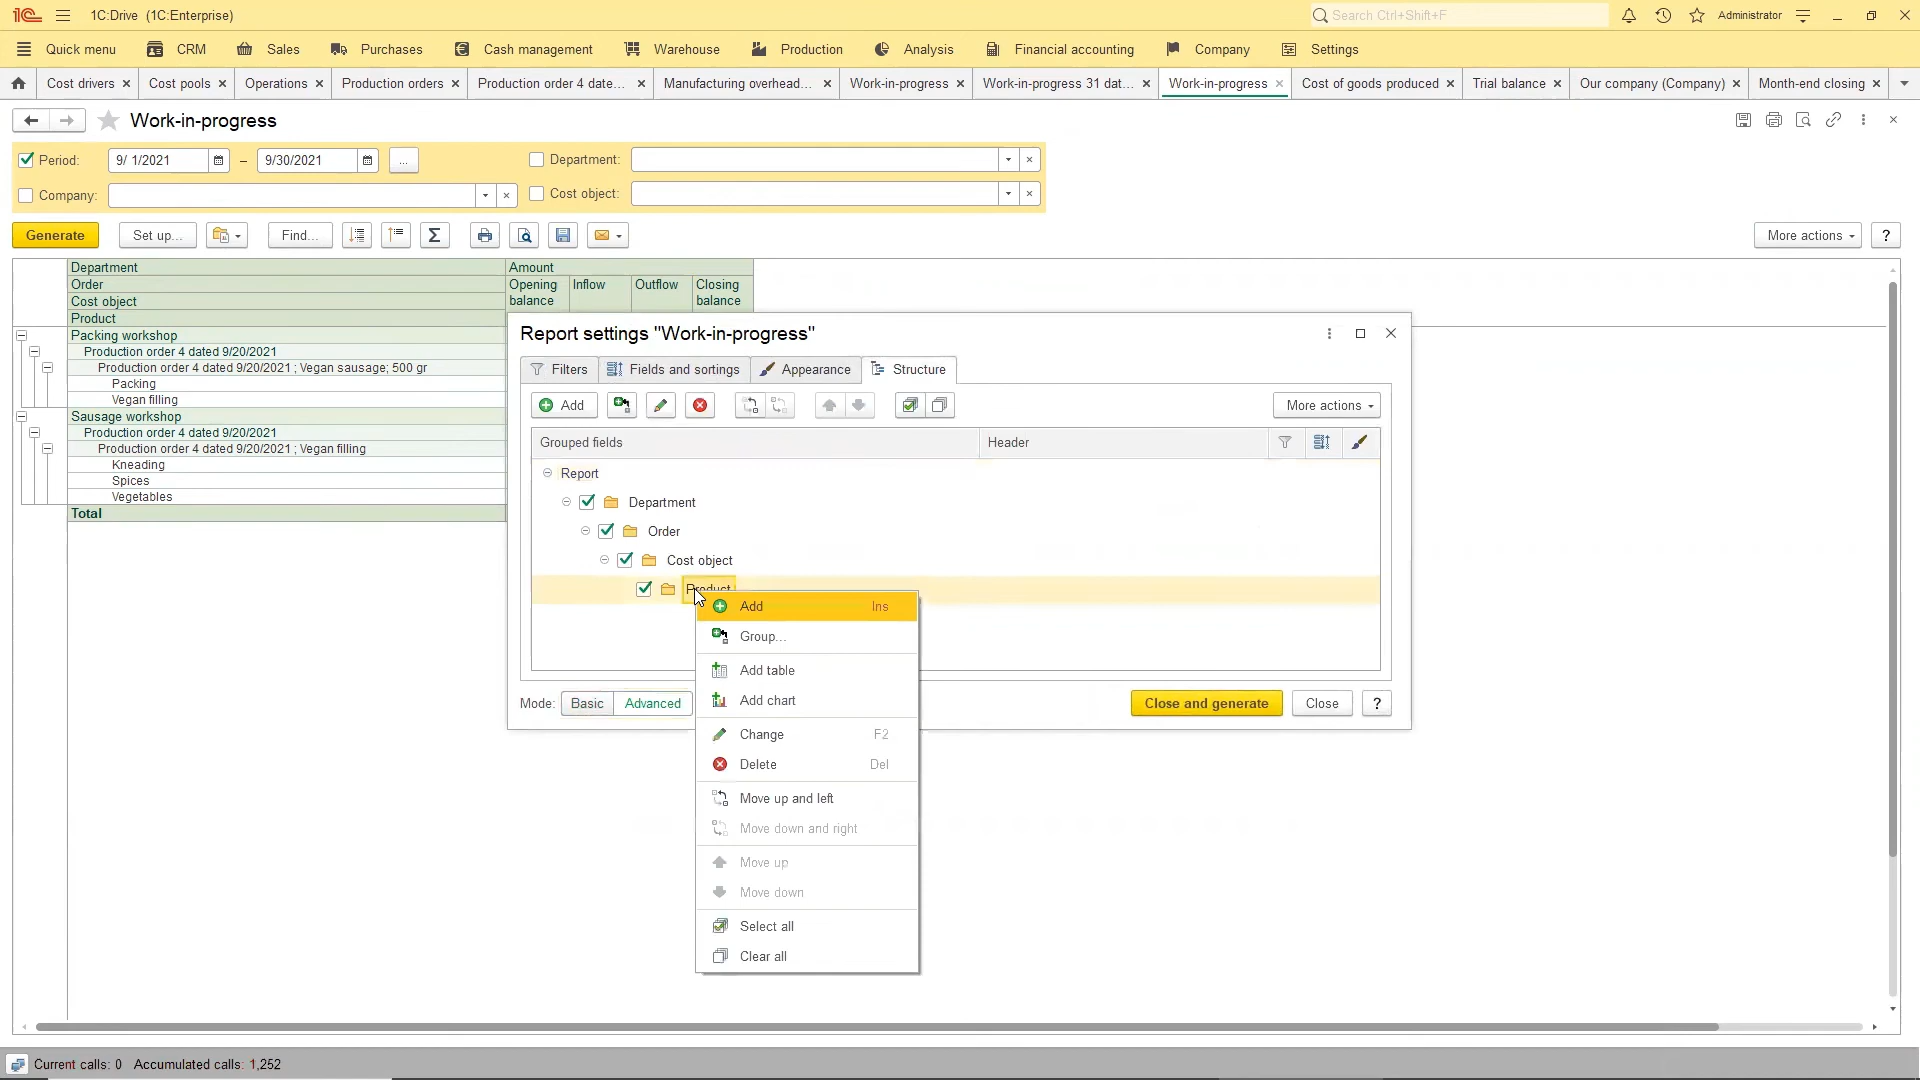 1C:Drive (1C:Enterprise)
Search Ctrl+Shift+F
Administrator
Quick menu CRM Sales Purchases Cash management Warehouse Production Analysis Financial accounting Company Settings
Cost drivers Cost pools Operations Production orders Production order 4 date... Manufacturing overhead... Work-in-progress Work-in-progress 31 dat... Work-in-progress Cost of goods produced Trial balance Our company (Company) Month-end closing
Work-in-progress
Period: 9/ 1/2021 – 9/30/2021 ... Department:
Company: Cost object:
Generate Set up... Find... Σ More actions ?
Department Amount
Order Opening balance Inflow Outflow Closing balance
Cost object
Product
Packing workshop
Production order 4 dated 9/20/2021
Production order 4 dated 9/20/2021 ; Vegan sausage; 500 gr
Packing
Vegan filling
Sausage workshop
Production order 4 dated 9/20/2021
Production order 4 dated 9/20/2021 ; Vegan filling
Kneading
Spices
Vegetables
Total
Report settings "Work-in-progress"
Filters Fields and sortings Appearance Structure
Add More actions
Grouped fields Header
Report
Department
Order
Cost object
Product
Mode: Basic Advanced Close and generate Close ?
Add Ins
Group...
Add table
Add chart
Change F2
Delete Del
Move up and left
Move down and right
Move up
Move down
Select all
Clear all
Current calls: 0 Accumulated calls: 1,252